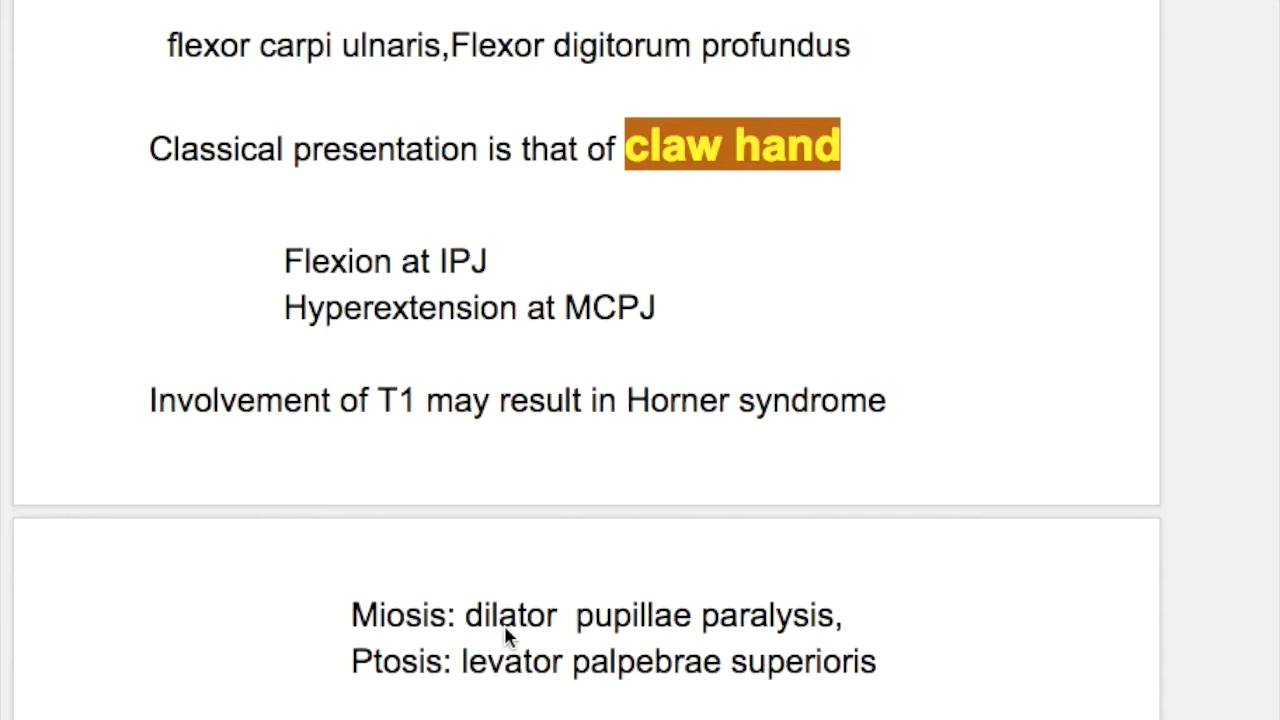 flexor carpi ulnaris,Flexor digitorum profundus
Classical presentation is that of claw hand
Flexion at IPJ
Hyperextension at MCPJ
Involvement of T1 may result in Horner syndrome
Miosis: dilator  pupillae paralysis,
Ptosis: levator palpebrae superioris